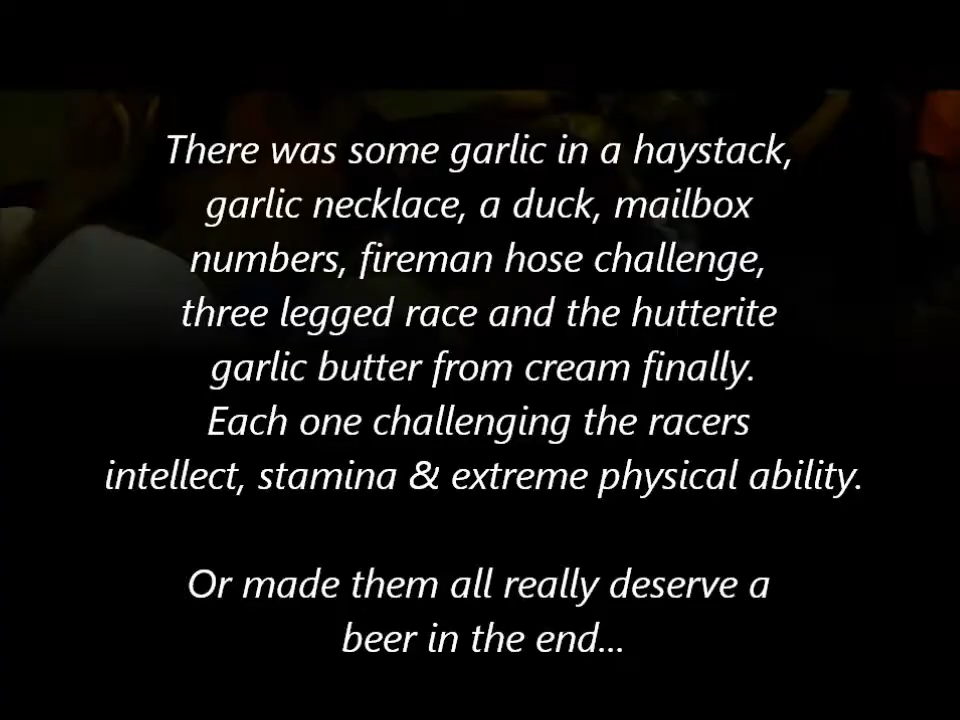 There was some garlic in a haystack,
garlic necklace, a duck, mailbox
numbers, fireman hose challenge,
three legged race and the hutterite
garlic butter from cream finally.
Each one challenging the racers
intellect, stamina & extreme physical ability.
Or made them all really deserve a
beer in the end...